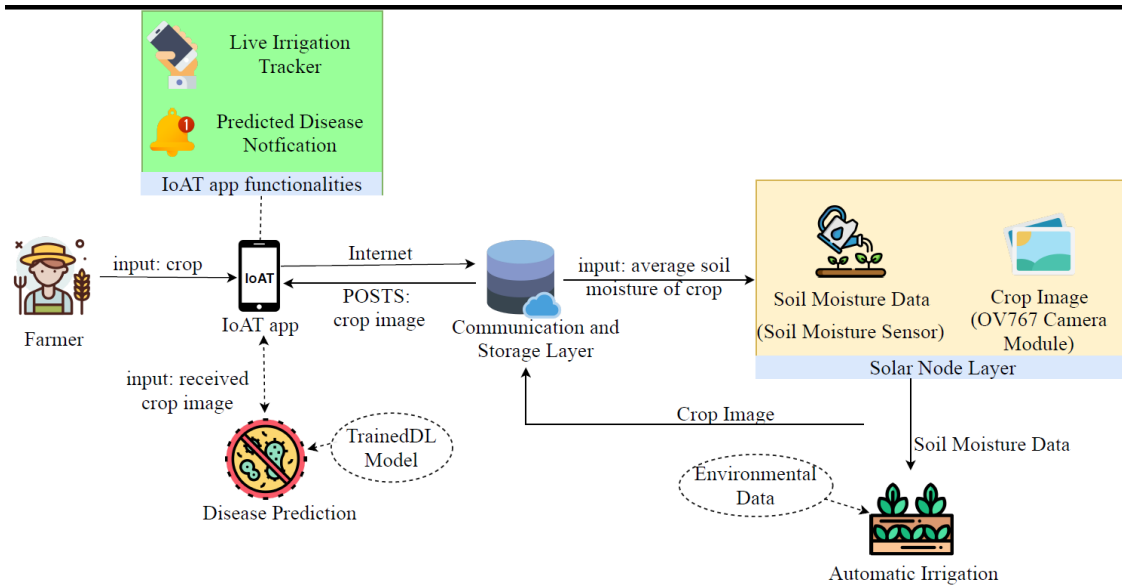 Live Irrigation
Tracker
1
Predicted Disease
Notfication
IoAT app functionalities
Farmer
input: crop
IoAT
IoAT app
Internet
POSTS:
crop image
Communication and
Storage Layer
input: average soil
moisture of crop
Soil Moisture Data
(Soil Moisture Sensor)
Crop Image
(OV767 Camera
Module)
Solar Node Layer
input: received
crop image
TrainedDL
Model
Disease Prediction
Crop Image
Soil Moisture Data
Environmental
Data
Automatic Irrigation